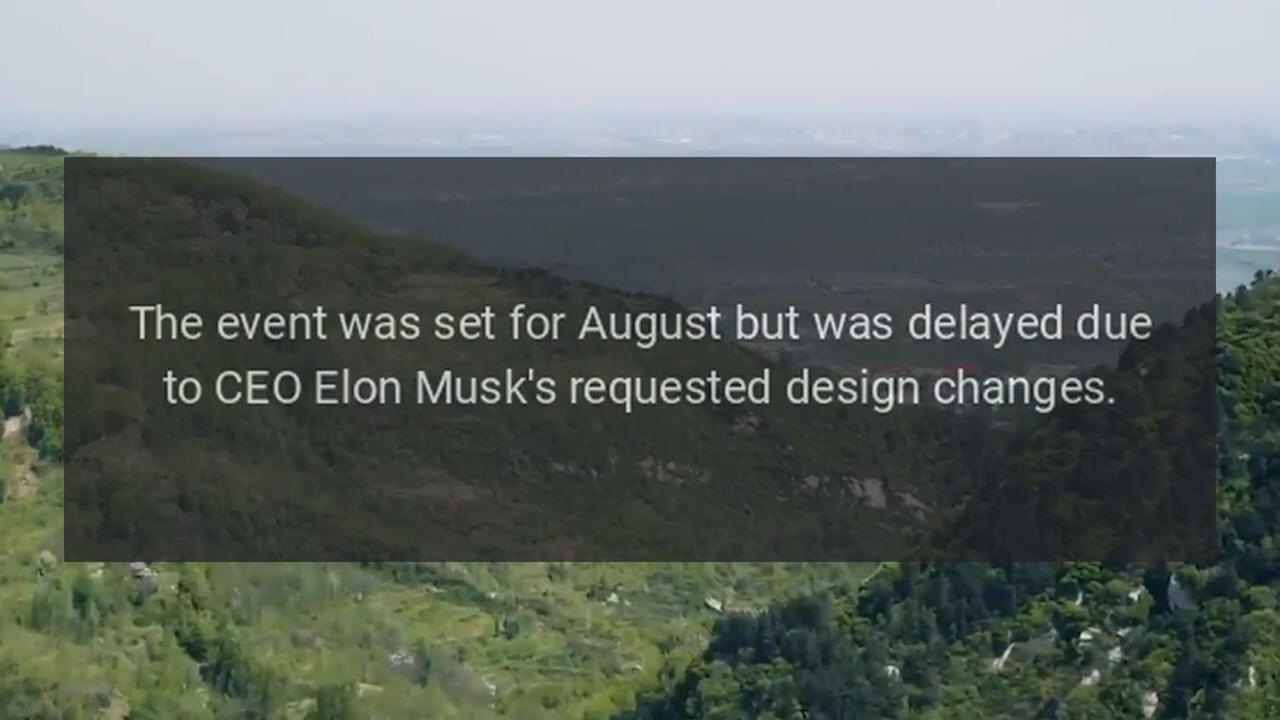 The event was set for August but was delayed due
to CEO Elon Musk's requested design changes.